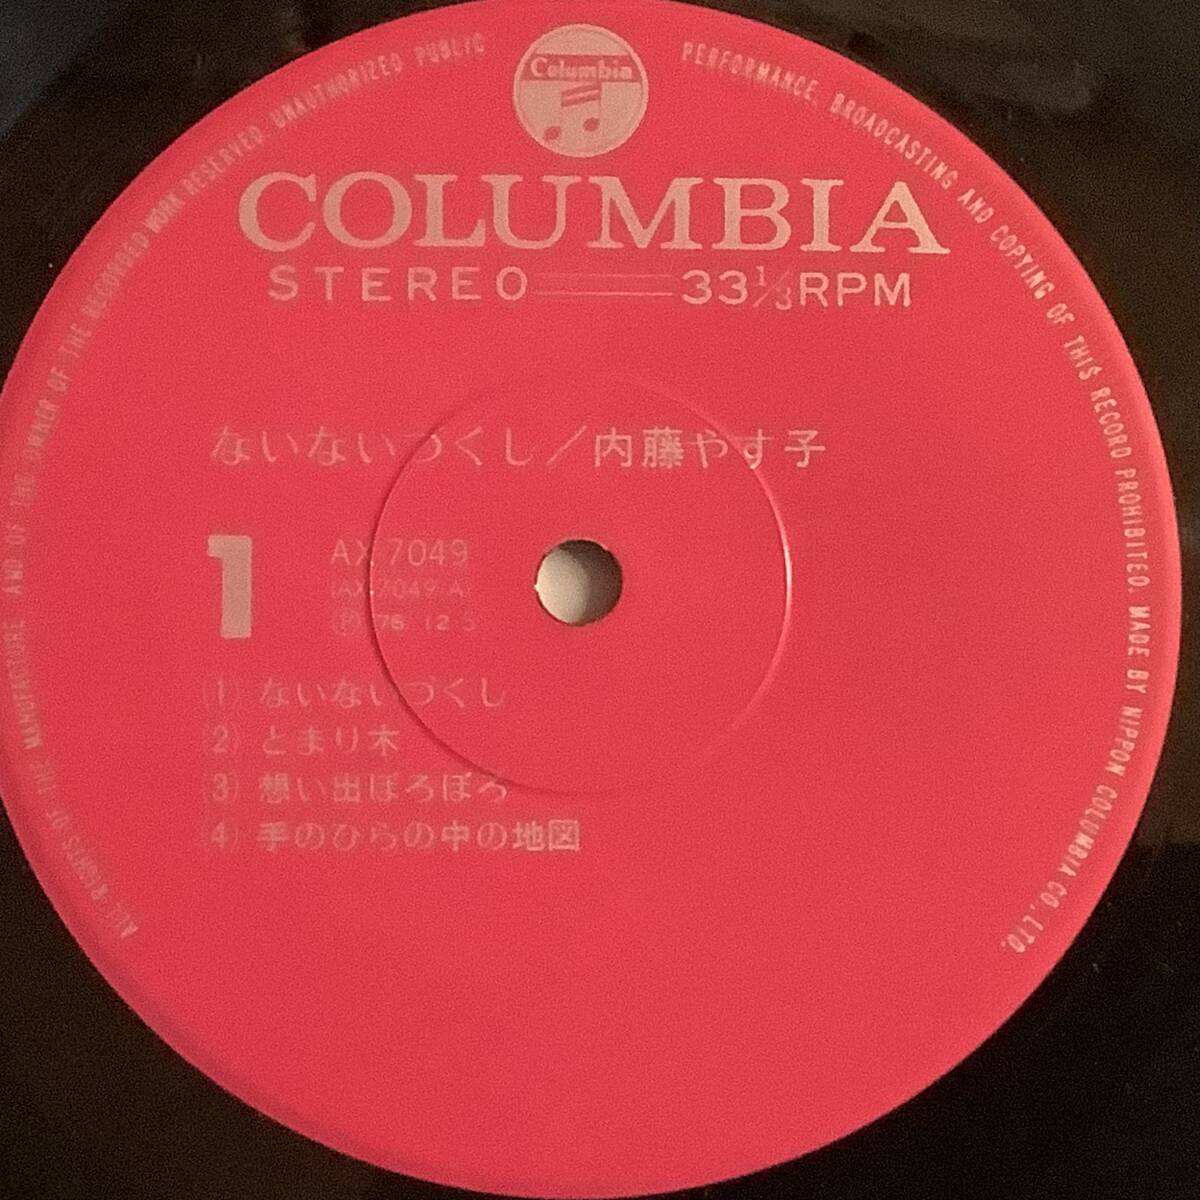 Columbia
COLUMBIA
STEREO 33 1/3 RPM
ないないづくし／内藤やす子
1
AX-7049
(AX-7049-A)
Ⓟ '76. 12
(1) ないないづくし
(2) とまり木
(3) 想い出ぼろぼろ
(4) 手のひらの中の地図
ALL RIGHTS OF THE MANUFACTURE AND OF THE OWNER OF THE RECORDED WORK RESERVED. UNAUTHORIZED PUBLIC PERFORMANCE, BROADCASTING AND COPYING OF THIS RECORD PROHIBITED. MADE BY NIPPON COLUMBIA CO., LTD.